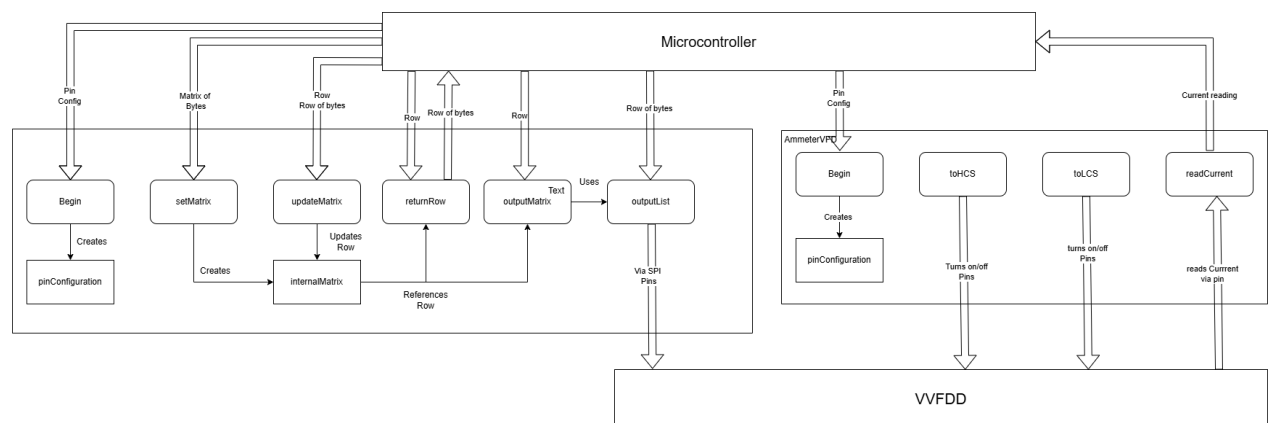 Microcontroller
Pin
Config
Matrix of
Bytes
Row
Row of bytes
Row
Row of bytes
Row
Row of bytes
Pin
Config
Current reading
AmmeterVFD
Begin
setMatrix
updateMatrix
returnRow
Text
outputMatrix
Uses
outputList
Begin
toHCS
toLCS
readCurrent
Creates
Updates
Row
Creates
pinConfiguration
Creates
internalMatrix
References
Row
Via SPI
Pins
pinConfiguration
Turns on/off
Pins
turns on/off
Pins
reads Currrent
via pin
VVFDD